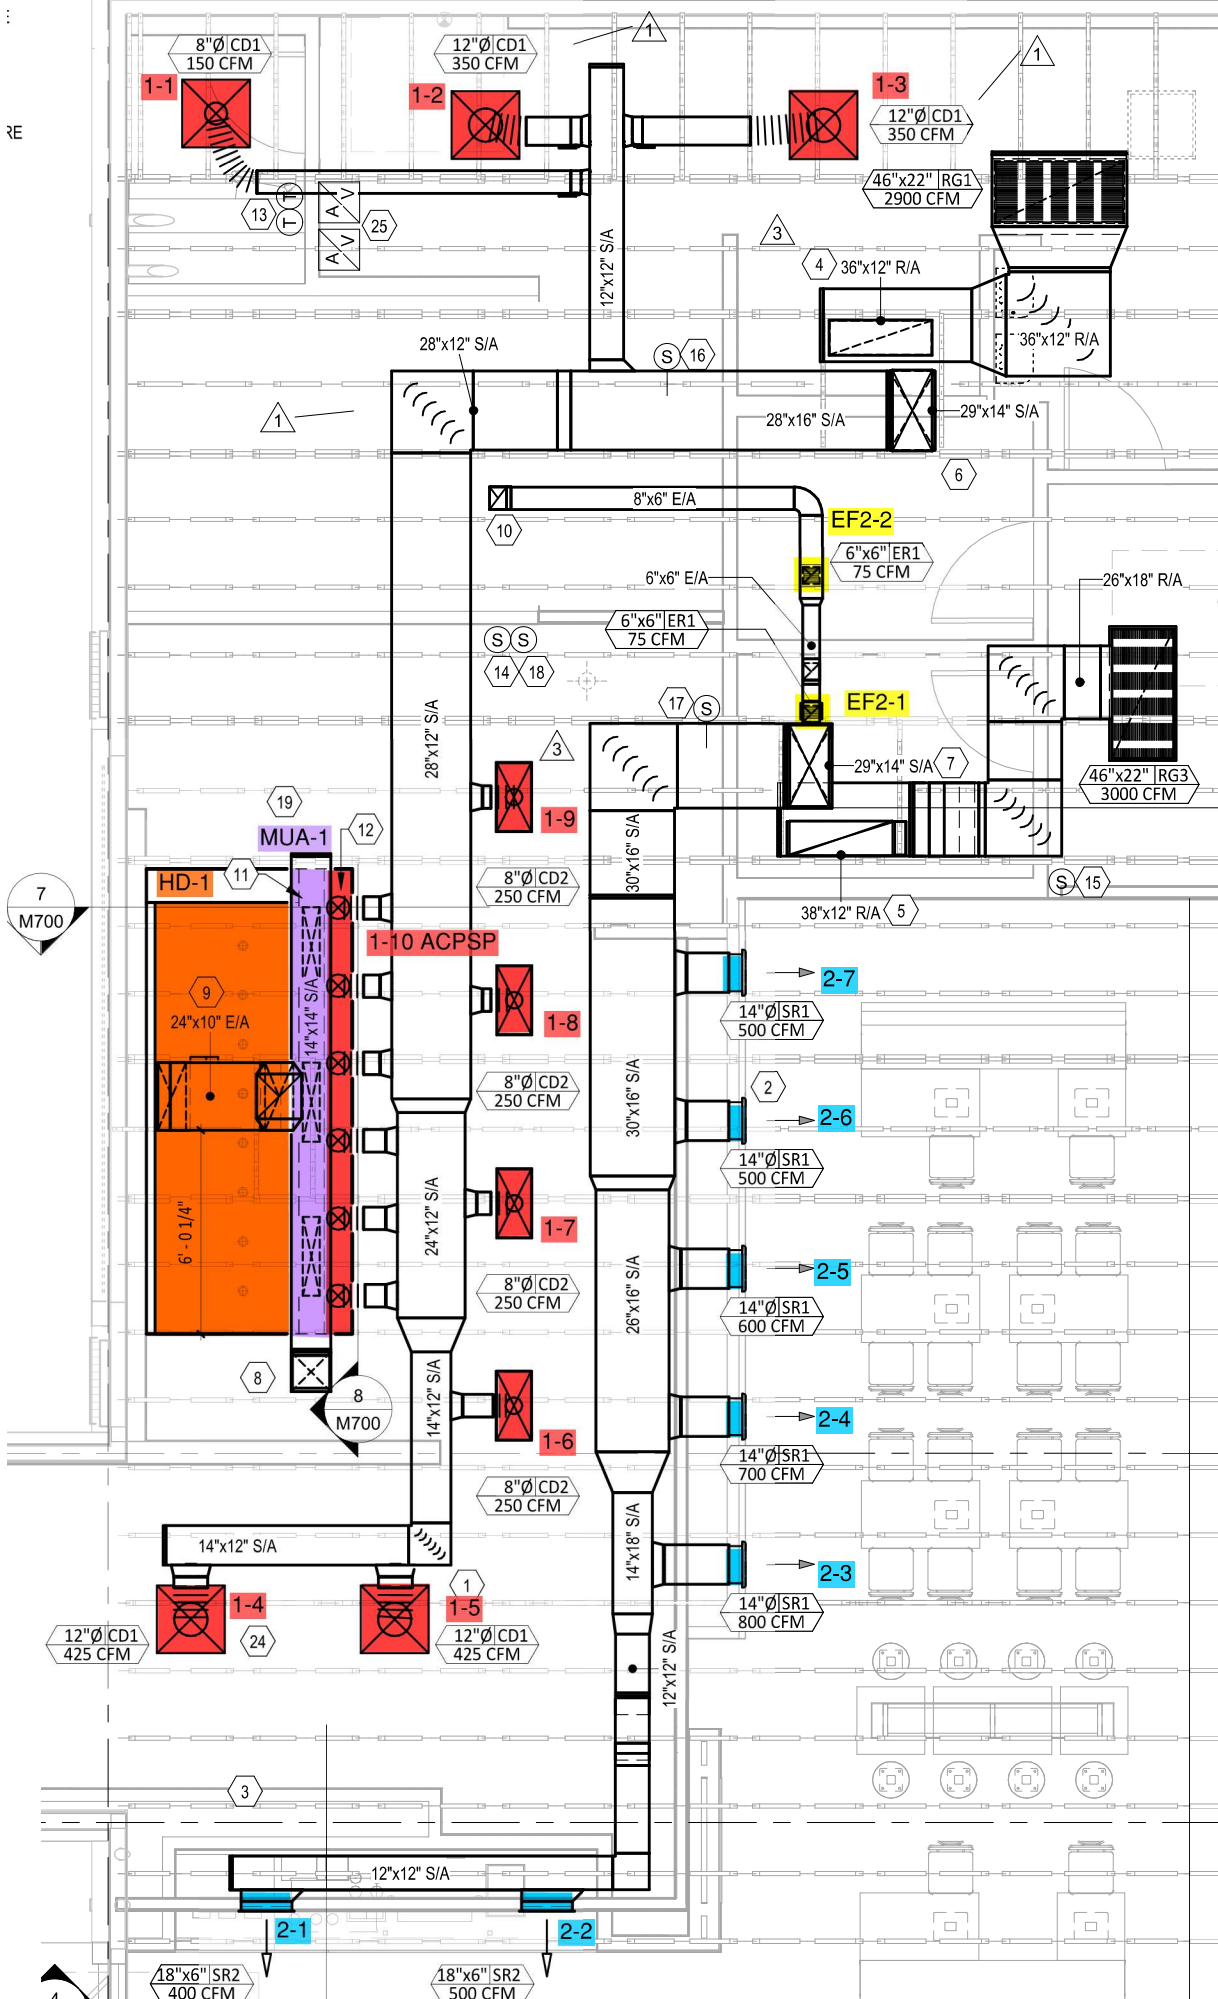 E
RE
8"Ø CD1
150 CFM
1-1
12"Ø CD1
350 CFM
1-2
1
1
1-3
12"Ø CD1
350 CFM
46"x22" RG1
2900 CFM
13
T
T
A V
A V
25
12"x12" S/A
3
4
36"x12" R/A
36"x12" R/A
28"x12" S/A
S 16
1
28"x16" S/A
29"x14" S/A
6
8"x6" E/A
10
EF2-2
6"x6" ER1
75 CFM
6"x6" E/A
26"x18" R/A
6"x6" ER1
75 CFM
S S
14 18
17 S
EF2-1
28"x12" S/A
3
29"x14" S/A 7
46"x22" RG3
3000 CFM
19
MUA-1
12
1-9
30"x16" S/A
11
HD-1
8"Ø CD2
250 CFM
S 15
7
M700
38"x12" R/A 5
1-10 ACPSP
9
24"x10" E/A
14"x14" S/A
1-8
2-7
14"Ø SR1
500 CFM
8"Ø CD2
250 CFM
30"x16" S/A
2
2-6
14"Ø SR1
500 CFM
6' - 0 1/4"
24"x12" S/A
1-7
8"Ø CD2
250 CFM
26"x16" S/A
2-5
14"Ø SR1
600 CFM
8
8
M700
14"x12" S/A
1-6
2-4
14"Ø SR1
700 CFM
8"Ø CD2
250 CFM
14"x12" S/A
14"x18" S/A
2-3
14"Ø SR1
800 CFM
1
1-4
1-5
12"Ø CD1
425 CFM
24
12"Ø CD1
425 CFM
12"x12" S/A
3
12"x12" S/A
2-1
2-2
18"x6" SR2
400 CFM
18"x6" SR2
500 CFM
4